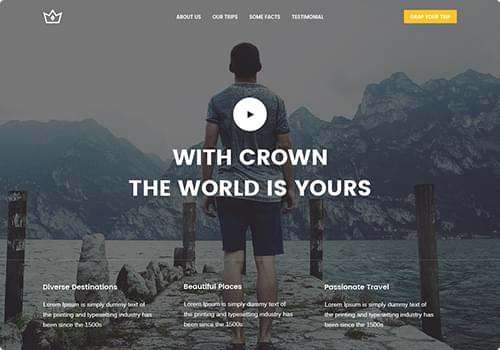 ABOUT US OUR TRIPS SOME FACTS TESTIMONIAL GRAP YOUR TRIP
WITH CROWN
THE WORLD IS YOURS
Diverse Destinations
Lorem Ipsum is simply dummy text of
the printing and typesetting industry has
been since the 1500s
Beautiful Places
Lorem Ipsum is simply dummy text of
the printing and typesetting industry has
been since the 1500s
Passionate Travel
Lorem Ipsum is simply dummy text of
the printing and typesetting industry has
been since the 1500s